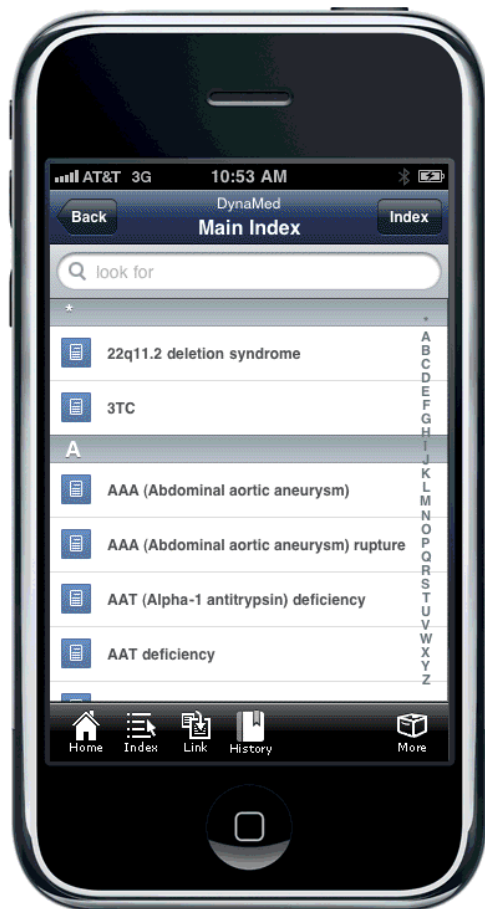 AT&T 3G 10:53 AM
DynaMed
Back Main Index Index
look for
*
22q11.2 deletion syndrome
3TC
A
AAA (Abdominal aortic aneurysm)
AAA (Abdominal aortic aneurysm) rupture
AAT (Alpha-1 antitrypsin) deficiency
AAT deficiency
*
A
B
C
D
E
F
G
H
I
J
K
L
M
N
O
P
Q
R
S
T
U
V
W
X
Y
Z
Home Index Link History More